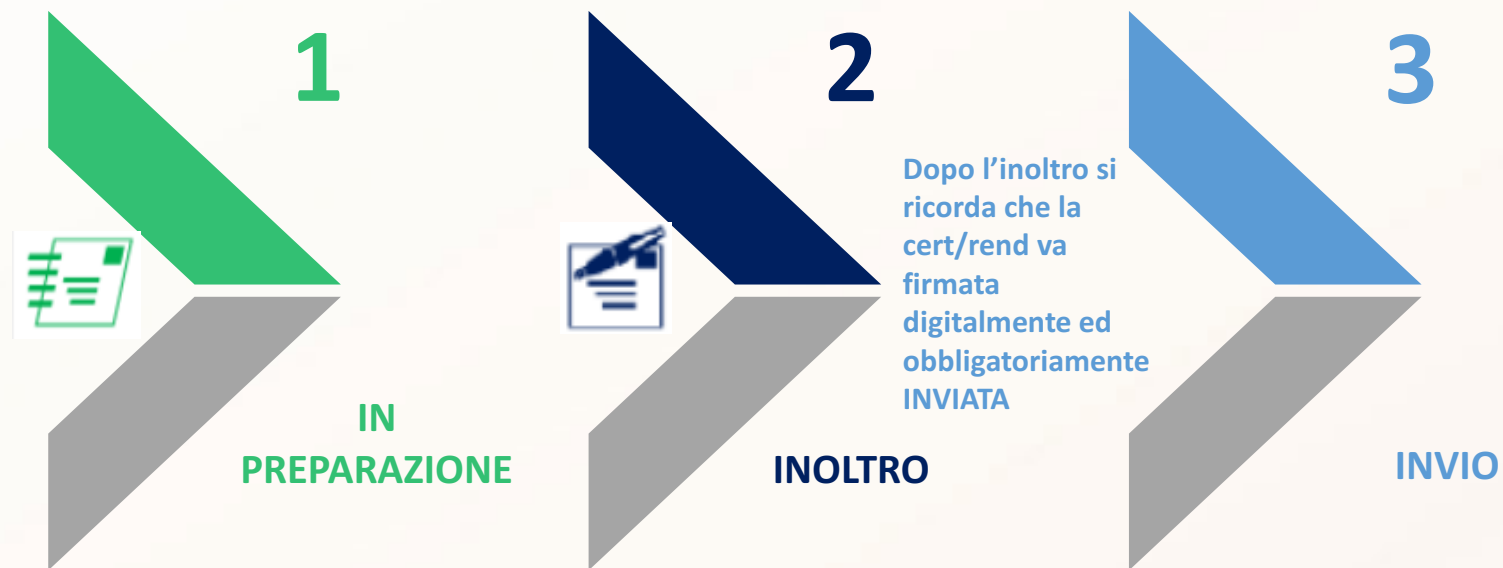 1
IN
PREPARAZIONE
2
Dopo l’inoltro si
ricorda che la
cert/rend va
firmata
digitalmente ed
obbligatoriamente
INVIATA
INOLTRO
3
INVIO